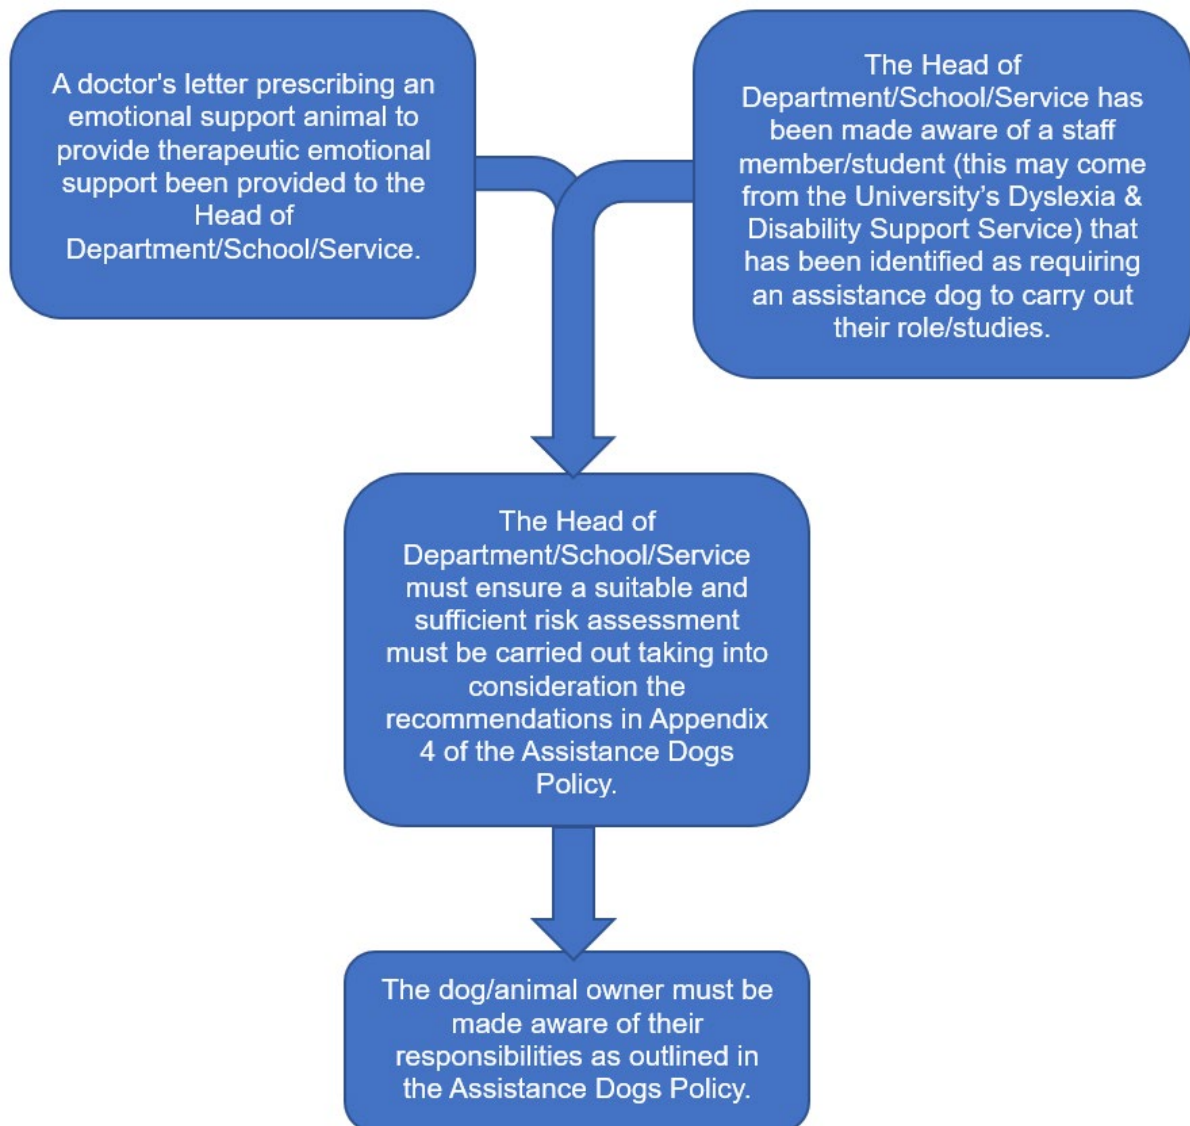 A doctor's letter prescribing an
emotional support animal to
provide therapeutic emotional
support been provided to the
Head of
Department/School/Service.
The Head of
Department/School/Service has
been made aware of a staff
member/student (this may come
from the University’s Dyslexia &
Disability Support Service) that
has been identified as requiring
an assistance dog to carry out
their role/studies.
The Head of
Department/School/Service
must ensure a suitable and
sufficient risk assessment
must be carried out taking into
consideration the
recommendations in Appendix
4 of the Assistance Dogs
Policy.
The dog/animal owner must be
made aware of their
responsibilities as outlined in
the Assistance Dogs Policy.